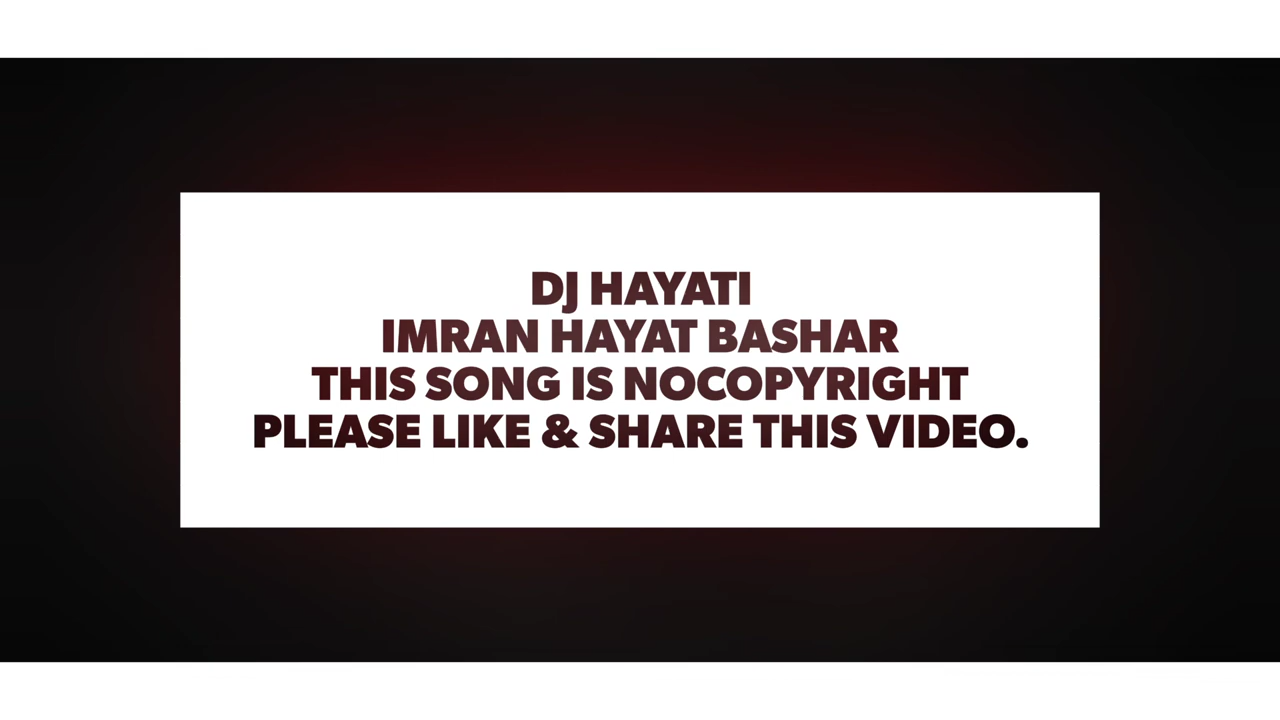 DJ HAYATI
IMRAN HAYAT BASHAR
THIS SONG IS NOCOPYRIGHT
PLEASE LIKE & SHARE THIS VIDEO.